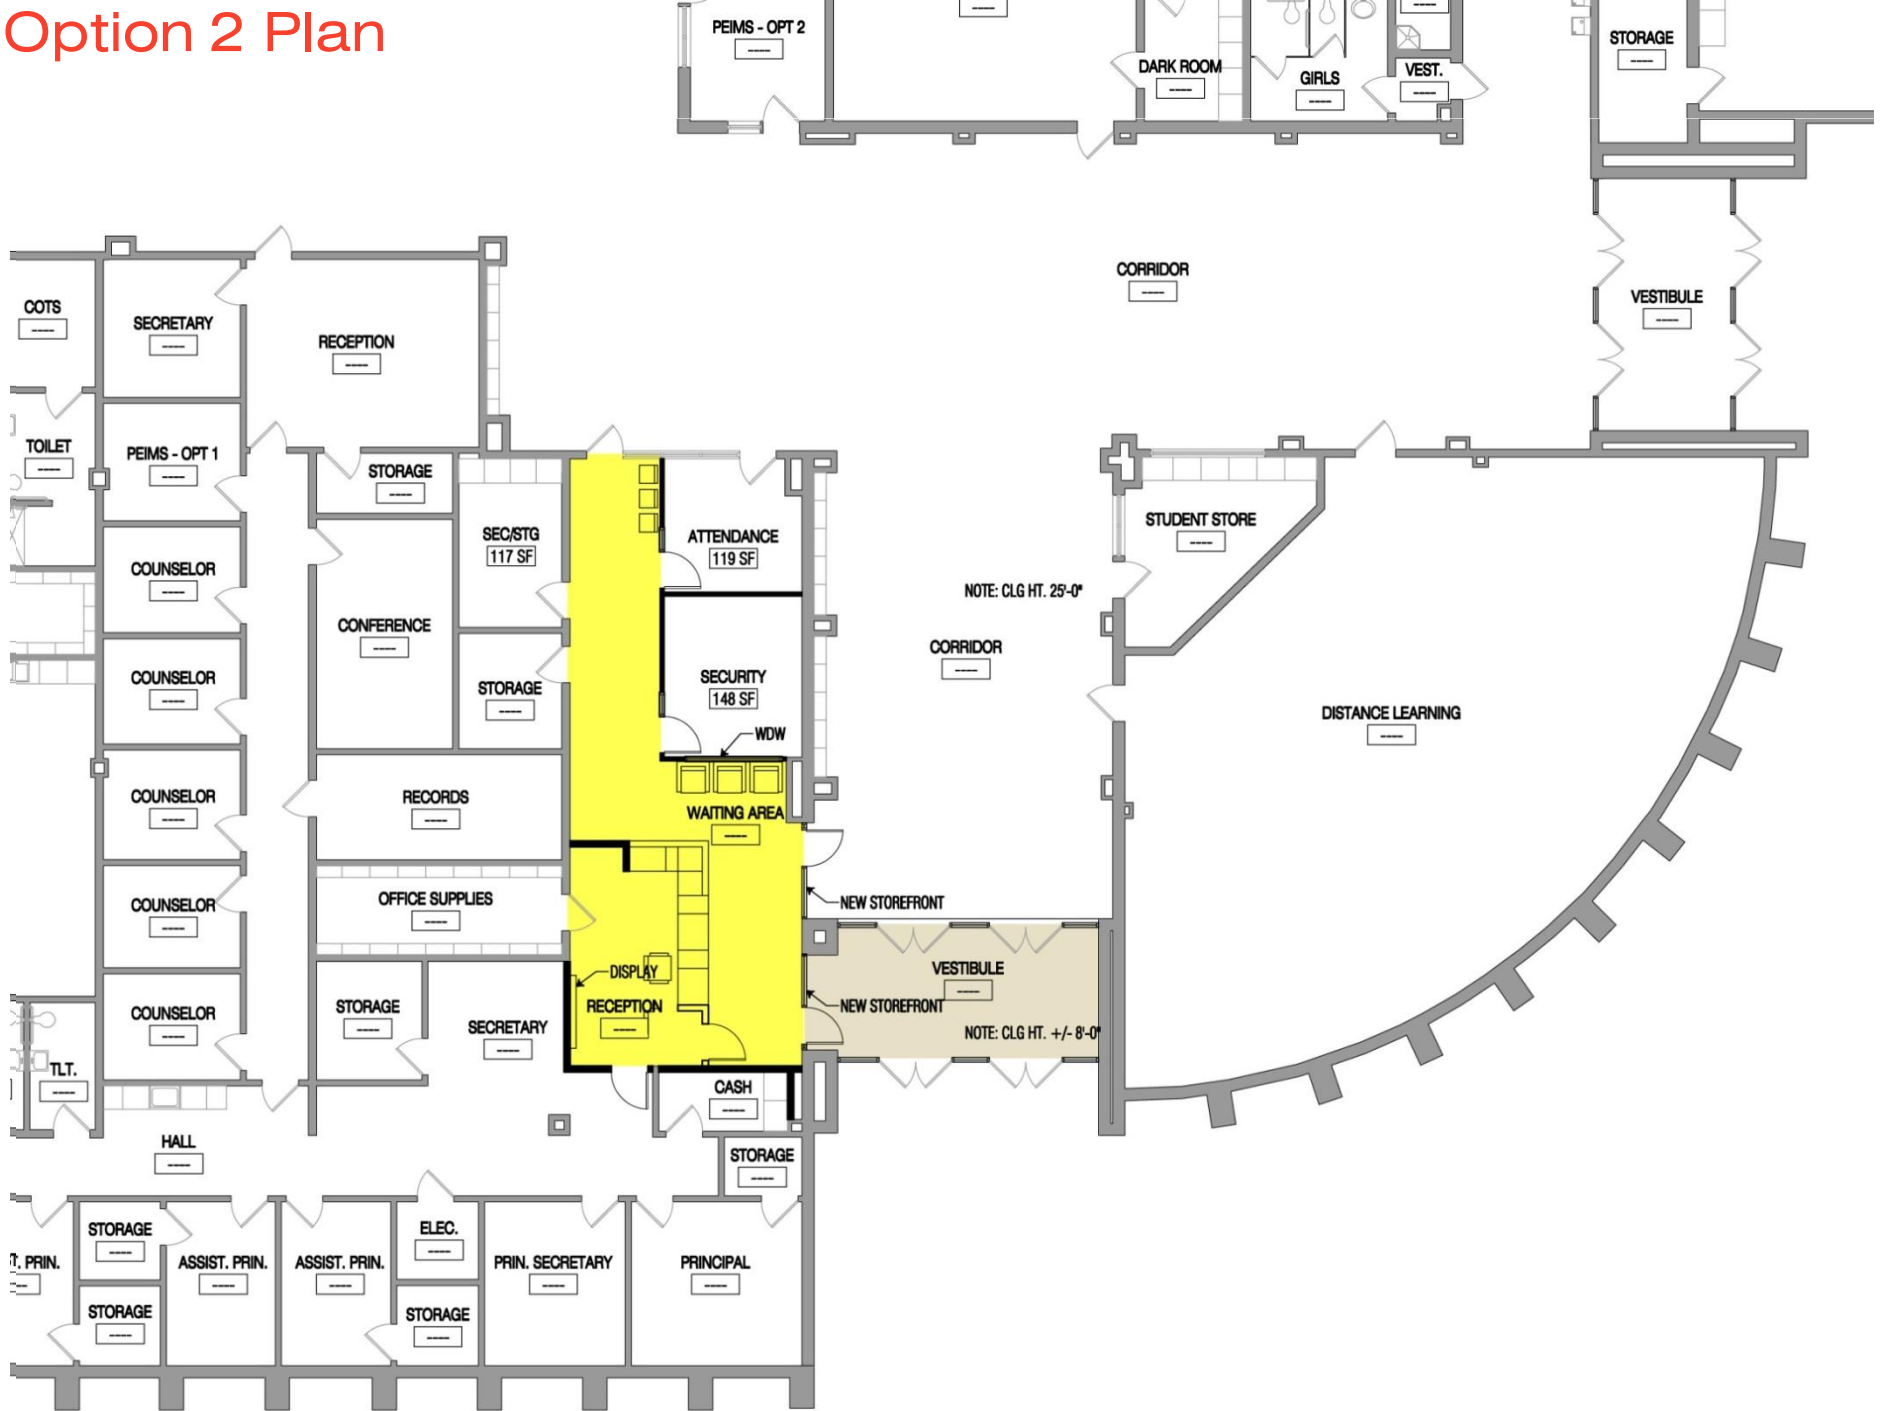 Option 2 Plan
PEIMS - OPT 2
----
DARK ROOM
----
GIRLS
----
VEST.
----
STORAGE
----
CORRIDOR
----
VESTIBULE
----
COTS
----
SECRETARY
----
RECEPTION
----
TOILET
----
PEIMS - OPT 1
----
STORAGE
----
SEC/STG
117 SF
ATTENDANCE
119 SF
STUDENT STORE
----
COUNSELOR
----
CONFERENCE
----
NOTE: CLG HT. 25'-0"
CORRIDOR
----
COUNSELOR
----
STORAGE
----
SECURITY
148 SF
WDW
DISTANCE LEARNING
----
COUNSELOR
----
RECORDS
----
WAITING AREA
----
COUNSELOR
----
OFFICE SUPPLIES
----
NEW STOREFRONT
VESTIBULE
----
DISPLAY
RECEPTION
----
NEW STOREFRONT
NOTE: CLG HT. +/- 8'-0"
COUNSELOR
----
STORAGE
----
SECRETARY
----
TLT.
----
CASH
----
HALL
----
STORAGE
----
T. PRIN.
STORAGE
----
ASSIST. PRIN.
----
ASSIST. PRIN.
----
ELEC.
----
PRIN. SECRETARY
----
PRINCIPAL
----
STORAGE
----
STORAGE
----